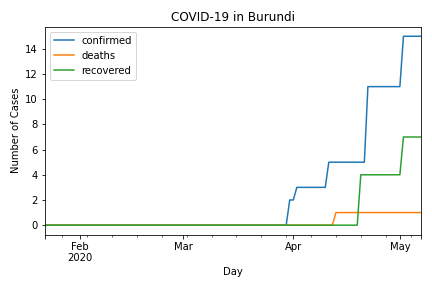 COVID-19 in Burundi
confirmed
deaths
recovered
Number of Cases
14
12
10
8
6
4
2
0
Feb Mar Apr May
2020
Day